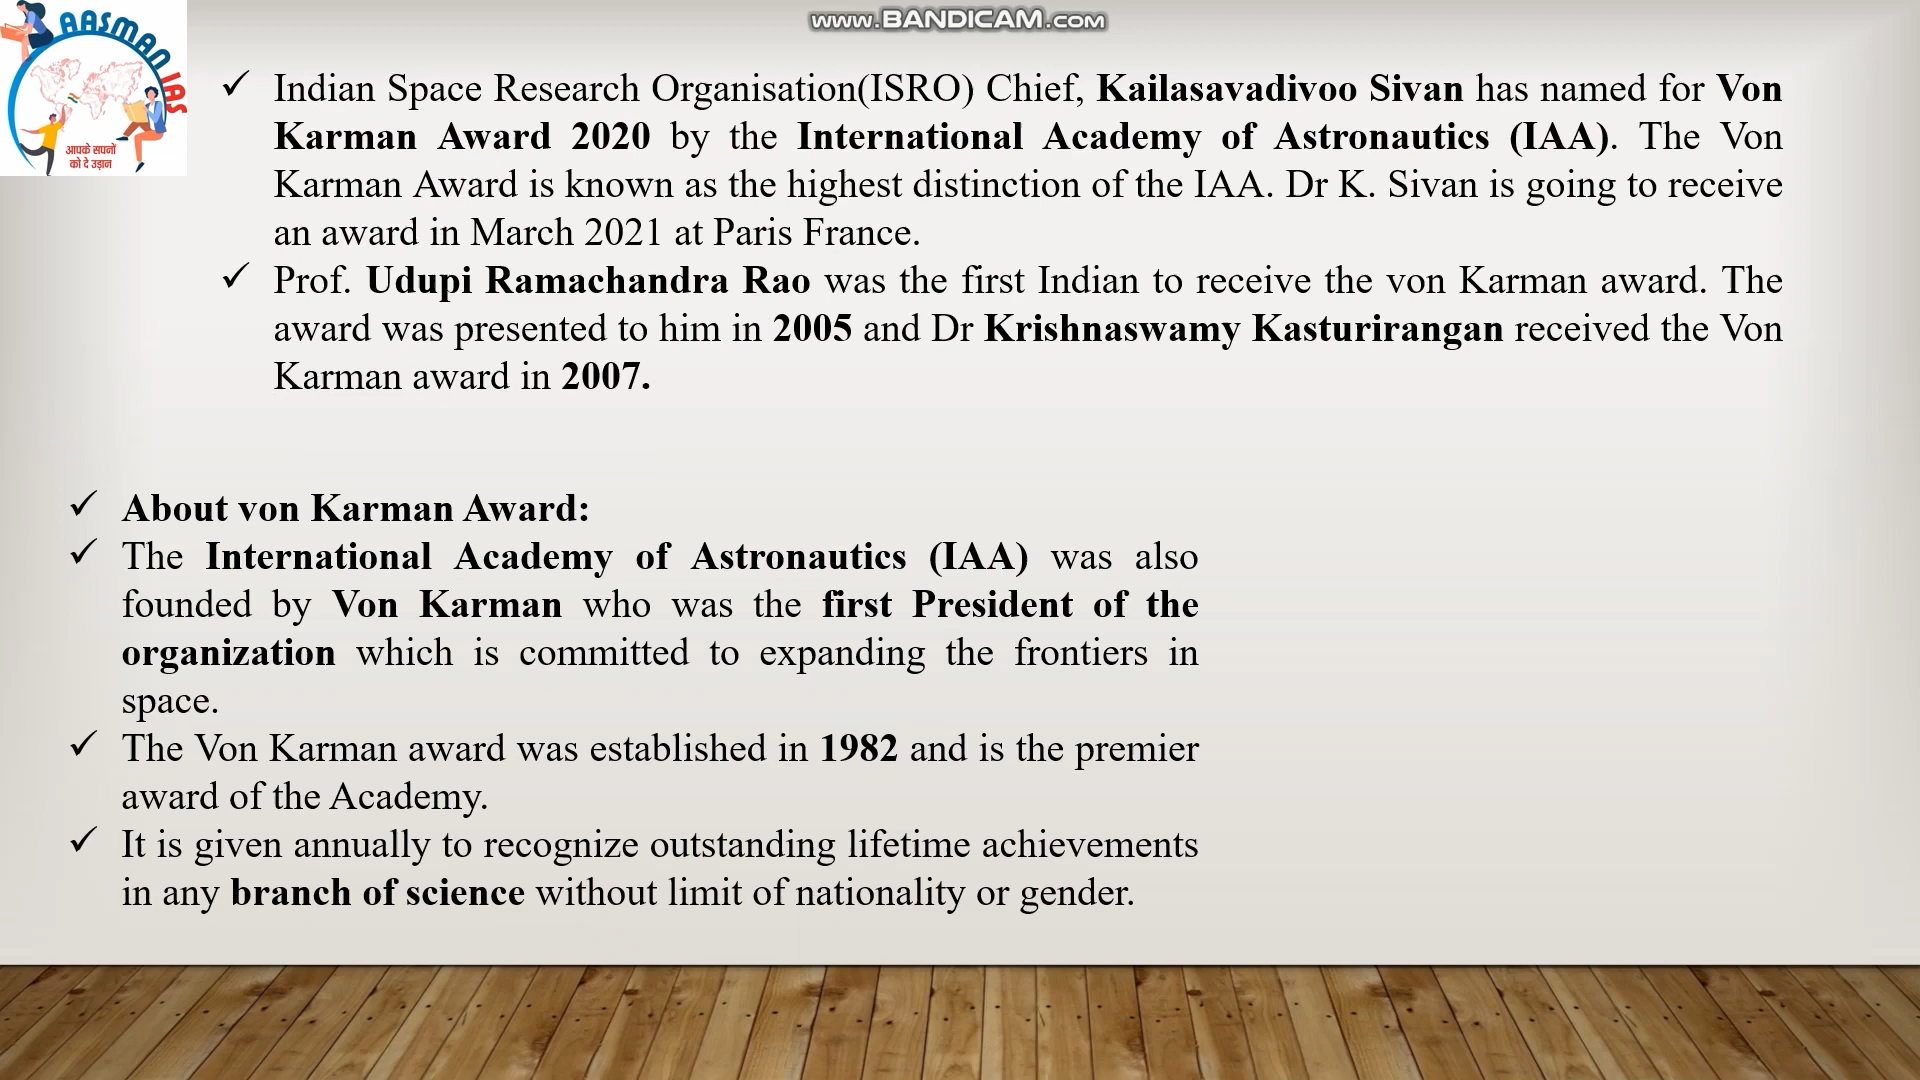 www.BANDICAM.com
AASMAN IAS
आपके सपनों
को दे उड़ान
✓ Indian Space Research Organisation(ISRO) Chief, Kailasavadivoo Sivan has named for Von
Karman Award 2020 by the International Academy of Astronautics (IAA). The Von
Karman Award is known as the highest distinction of the IAA. Dr K. Sivan is going to receive
an award in March 2021 at Paris France.
✓ Prof. Udupi Ramachandra Rao was the first Indian to receive the von Karman award. The
award was presented to him in 2005 and Dr Krishnaswamy Kasturirangan received the Von
Karman award in 2007.
✓ About von Karman Award:
✓ The International Academy of Astronautics (IAA) was also
founded by Von Karman who was the first President of the
organization which is committed to expanding the frontiers in
space.
✓ The Von Karman award was established in 1982 and is the premier
award of the Academy.
✓ It is given annually to recognize outstanding lifetime achievements
in any branch of science without limit of nationality or gender.